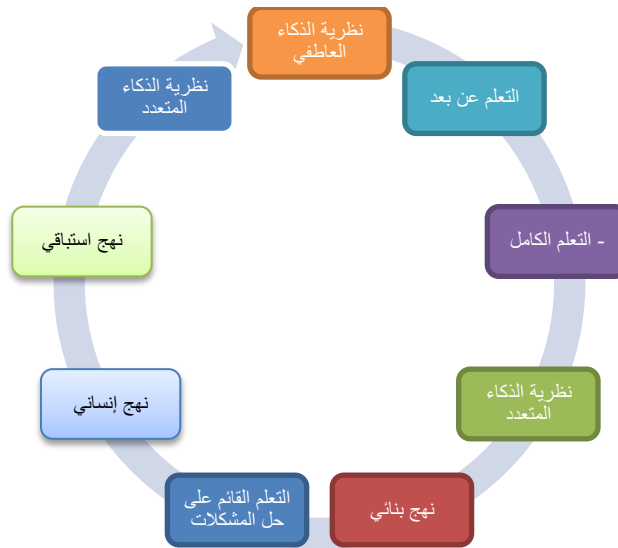 نظرية الذكاء
العاطفي
التعلم عن بعد
- التعلم الكامل
نظرية الذكاء
المتعدد
نهج بنائي
التعلم القائم على
حل المشكلات
نهج إنساني
نهج استباقي
نظرية الذكاء
المتعدد